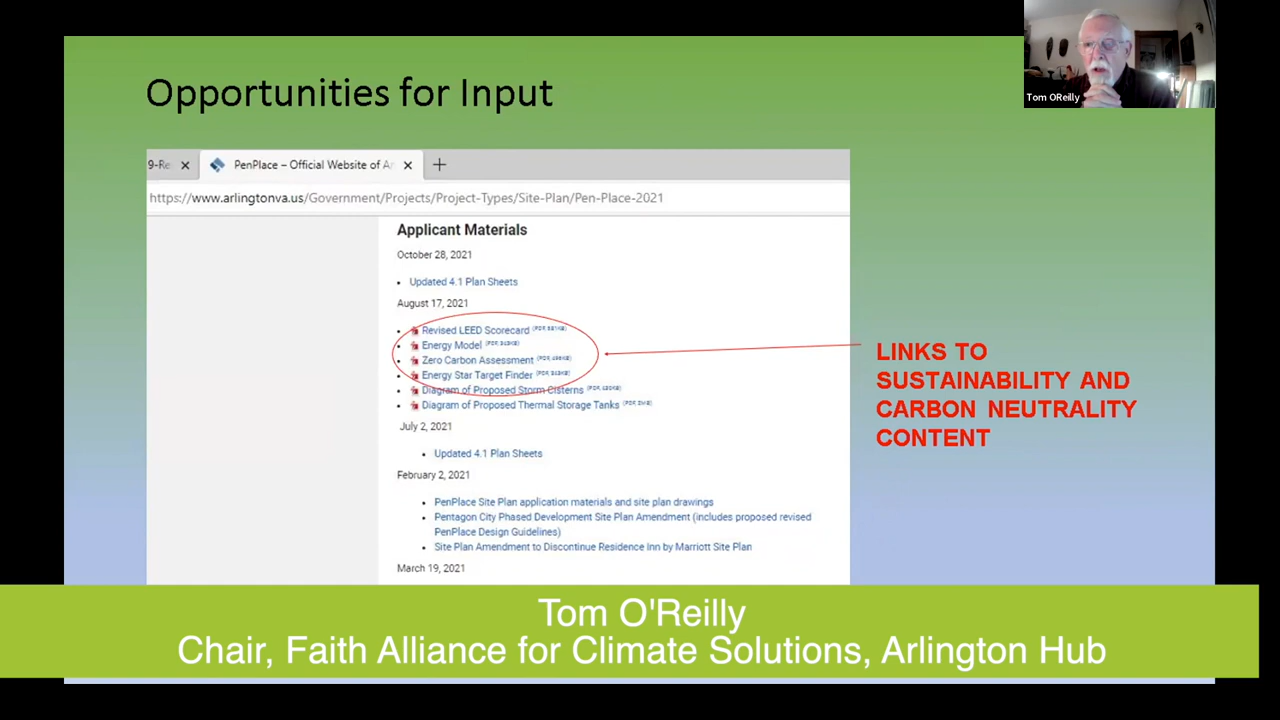 Opportunities for Input
Tom OReilly
9-Re
PenPlace – Official Website of Ar
https://www.arlingtonva.us/Government/Projects/Project-Types/Site-Plan/Pen-Place-2021
Applicant Materials
October 28, 2021
Updated 4.1 Plan Sheets
August 17, 2021
Revised LEED Scorecard
Energy Model
Zero Carbon Assessment
Energy Star Target Finder
Diagram of Proposed Storm Cisterns
Diagram of Proposed Thermal Storage Tanks (PDF, 2MB)
July 2, 2021
Updated 4.1 Plan Sheets
February 2, 2021
PenPlace Site Plan application materials and site plan drawings
Pentagon City Phased Development Site Plan Amendment (includes proposed revised
PenPlace Design Guidelines)
Site Plan Amendment to Discontinue Residence Inn by Marriott Site Plan
March 19, 2021
LINKS TO
SUSTAINABILITY AND
CARBON NEUTRALITY
CONTENT
Tom O'Reilly
Chair, Faith Alliance for Climate Solutions, Arlington Hub